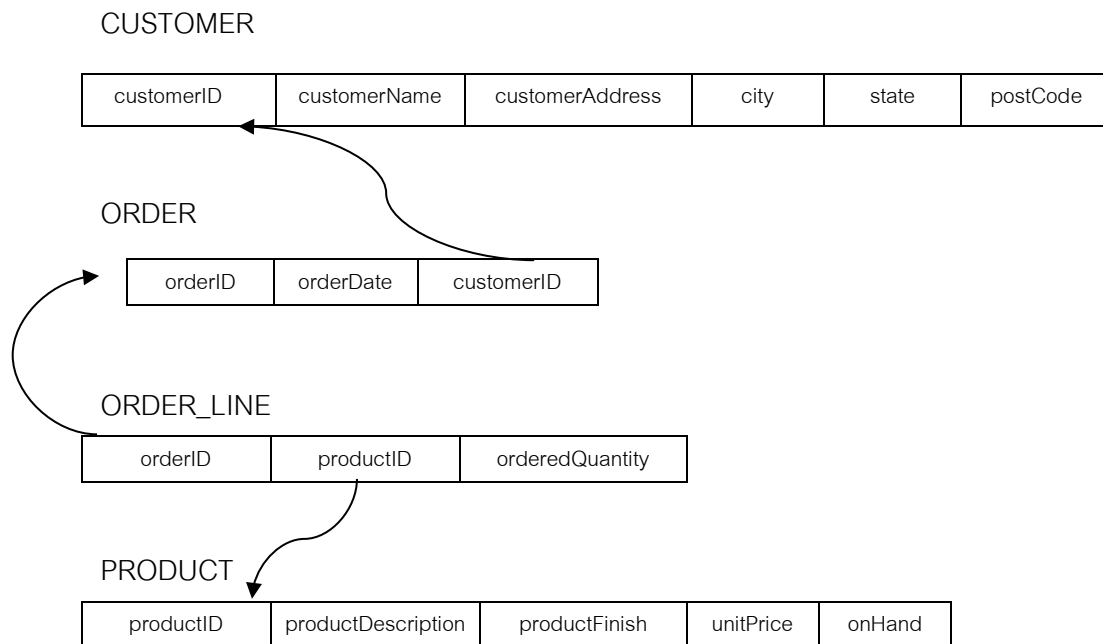 CUSTOMER
customerID customerName customerAddress city state postCode
ORDER
orderID orderDate customerID
ORDER_LINE
orderID productID orderedQuantity
PRODUCT
productID productDescription productFinish unitPrice onHand